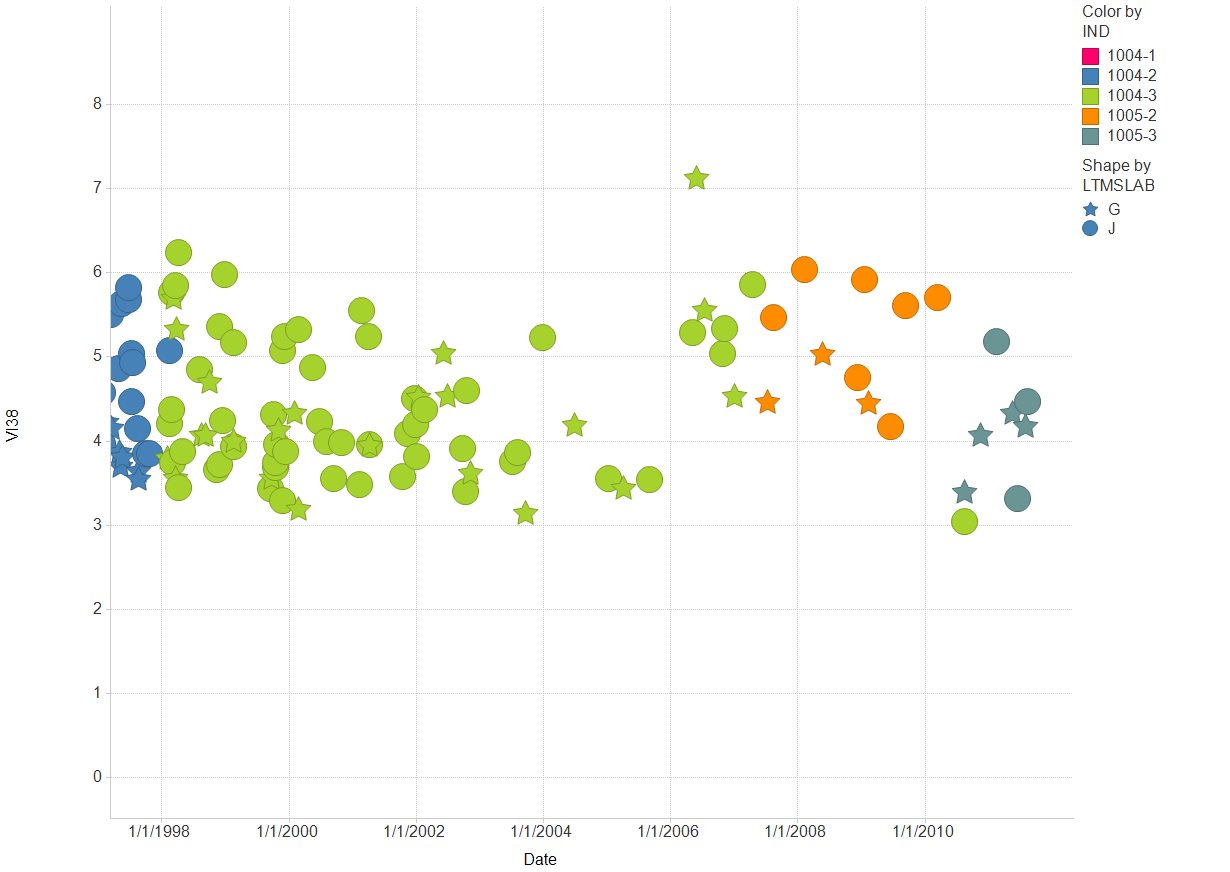 Color by
IND
1004-1
1004-2
1004-3
1005-2
1005-3
Shape by
LTMSLAB
G
J
VI38
8
7
6
5
4
3
2
1
0
1/1/1998
1/1/2000
1/1/2002
1/1/2004
1/1/2006
1/1/2008
1/1/2010
Date